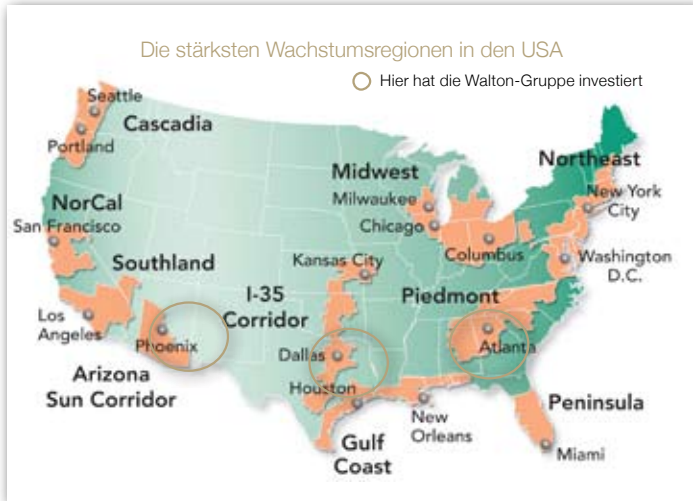 Die stärksten Wachstumsregionen in den USA
Hier hat die Walton-Gruppe investiert
Seattle
Cascadia
Portland
NorCal
San Francisco
Southland
Los
Angeles
Phoenix
Arizona
Sun Corridor
I-35
Corridor
Kansas City
Dallas
Houston
Gulf
Coast
Midwest
Milwaukee
Chicago
Columbus
Northeast
New York
City
Washington
D.C.
Piedmont
Atlanta
New
Orleans
Peninsula
Miami